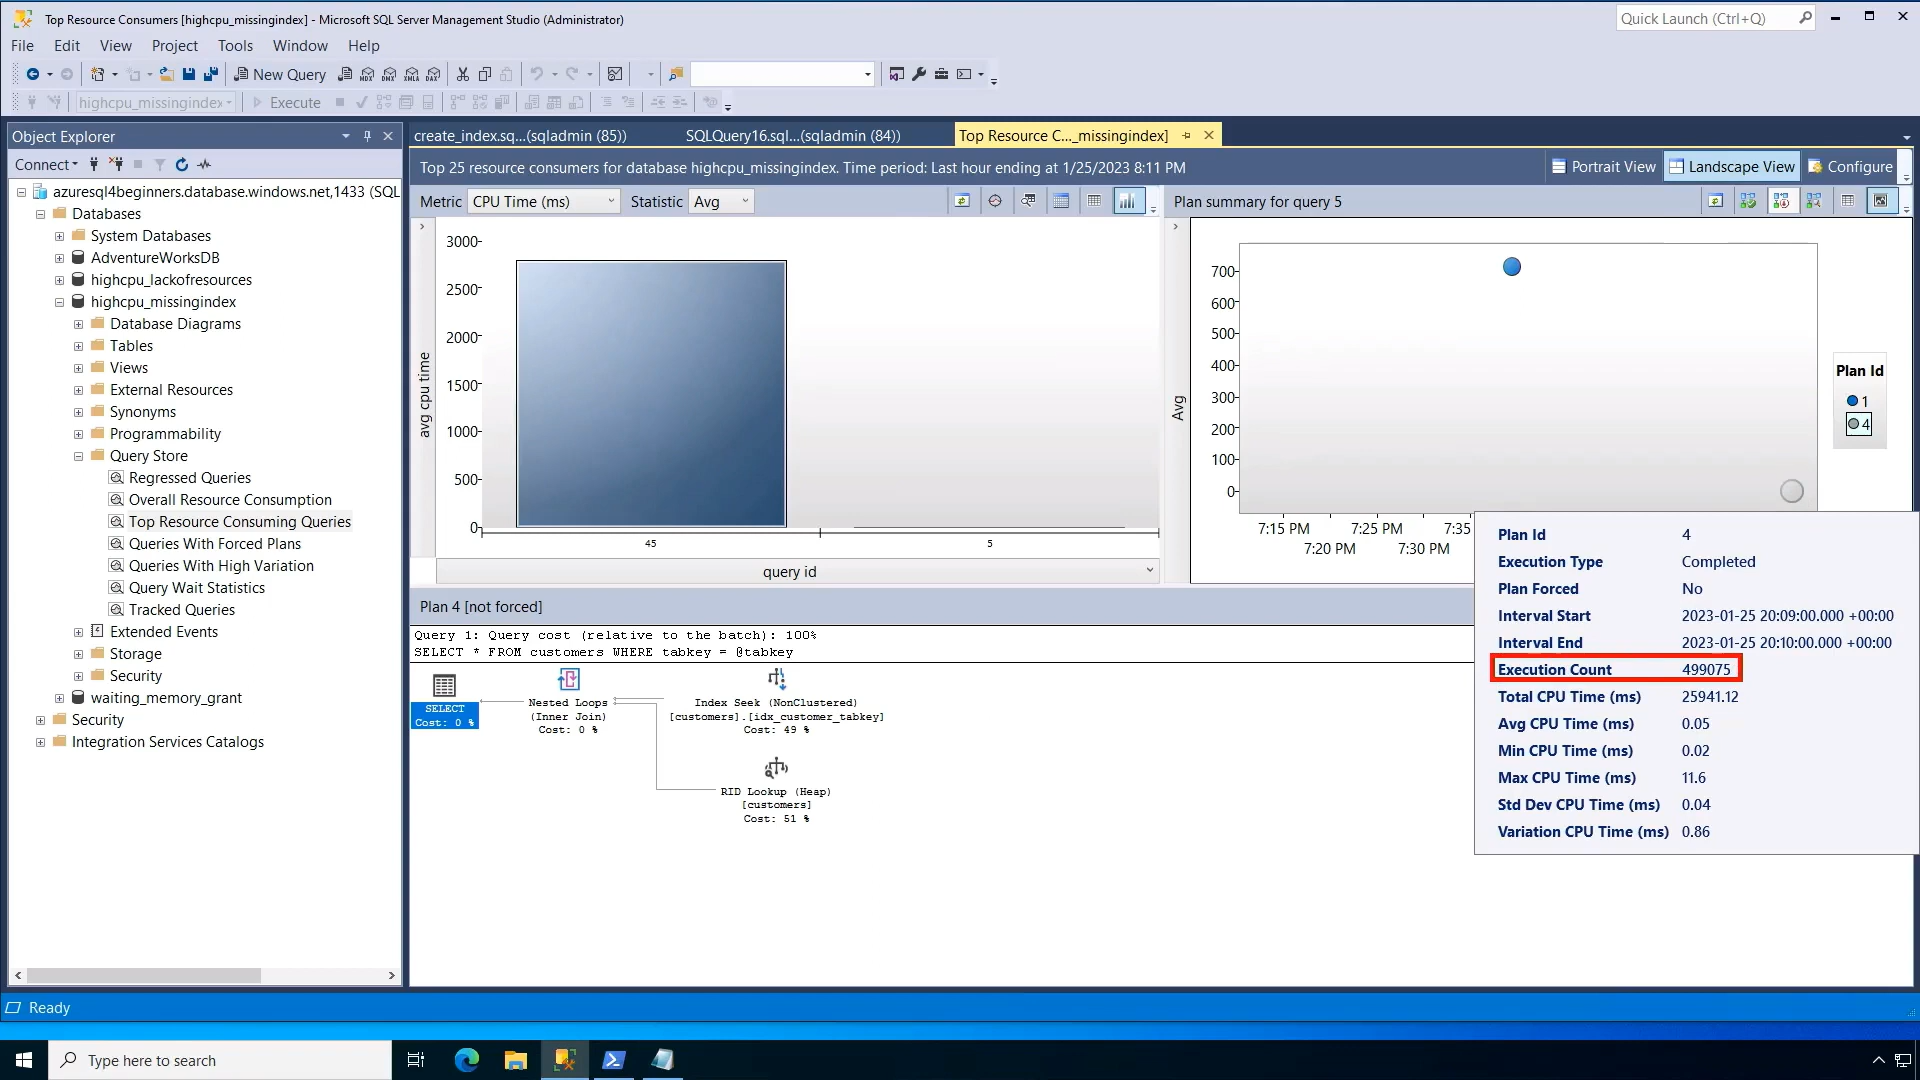 Top Resource Consumers [highcpu_missingindex] - Microsoft SQL Server Management Studio (Administrator)
Quick Launch (Ctrl+Q)
File Edit View Project Tools Window Help
New Query
MDX DMX XMLA DAX
highcpu_missingindex Execute
Object Explorer
Connect
azuresql4beginners.database.windows.net,1433 (SQL
Databases
System Databases
AdventureWorksDB
highcpu_lackofresources
highcpu_missingindex
Database Diagrams
Tables
Views
External Resources
Synonyms
Programmability
Query Store
Regressed Queries
Overall Resource Consumption
Top Resource Consuming Queries
Queries With Forced Plans
Queries With High Variation
Query Wait Statistics
Tracked Queries
Extended Events
Storage
Security
waiting_memory_grant
Security
Integration Services Catalogs
create_index.sq...(sqladmin (85)) SQLQuery16.sql...(sqladmin (84)) Top Resource C..._missingindex]
Top 25 resource consumers for database highcpu_missingindex. Time period: Last hour ending at 1/25/2023 8:11 PM
Portrait View Landscape View Configure
Metric CPU Time (ms) Statistic Avg
3000
2500
2000
1500
1000
500
0
avg cpu time
45 5
query id
Plan summary for query 5
700
600
500
400
300
200
100
0
Avg
7:15 PM 7:25 PM 7:35
7:20 PM 7:30 PM
Plan Id
1
4
Plan 4 [not forced]
Query 1: Query cost (relative to the batch): 100%
SELECT * FROM customers WHERE tabkey = @tabkey
SELECT
Cost: 0 %
Nested Loops
(Inner Join)
Cost: 0 %
Index Seek (NonClustered)
[customers].[idx_customer_tabkey]
Cost: 49 %
RID Lookup (Heap)
[customers]
Cost: 51 %
Plan Id 4
Execution Type Completed
Plan Forced No
Interval Start 2023-01-25 20:09:00.000 +00:00
Interval End 2023-01-25 20:10:00.000 +00:00
Execution Count 499075
Total CPU Time (ms) 25941.12
Avg CPU Time (ms) 0.05
Min CPU Time (ms) 0.02
Max CPU Time (ms) 11.6
Std Dev CPU Time (ms) 0.04
Variation CPU Time (ms) 0.86
Ready
Type here to search